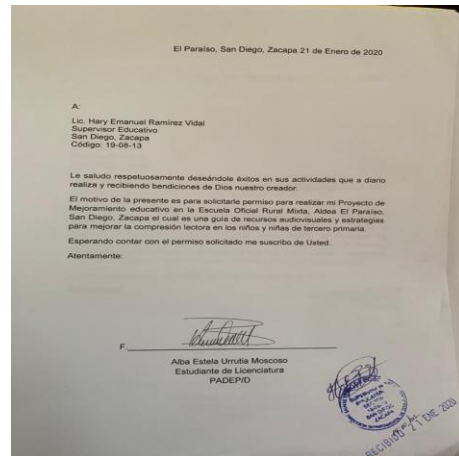 El Paraíso, San Diego, Zacapa 21 de Enero de 2020
A:
Lic. Hary Emanuel Ramírez Vidal
Supervisor Educativo
San Diego, Zacapa
Código: 19-08-13
Le saludo respetuosamente deseándole éxitos en sus actividades que a diario
realiza y recibiendo bendiciones de Dios nuestro creador.
El motivo de la presente es para solicitarle permiso para realizar mi Proyecto de
Mejoramiento educativo en la Escuela Oficial Rural Mixta, Aldea El Paraíso,
San Diego, Zacapa el cual es una guía de recursos audiovisuales y estrategias
para mejorar la compresión lectora en los niños y niñas de tercero primaria.
Esperando contar con el permiso solicitado me suscribo de Usted.
Atentamente:
F.
Alba Estela Urrutia Moscoso
Estudiante de Licenciatura
PADEP/D
SAN DIEGO
ZACAPA
RECIBIDO 21 ENE 2020